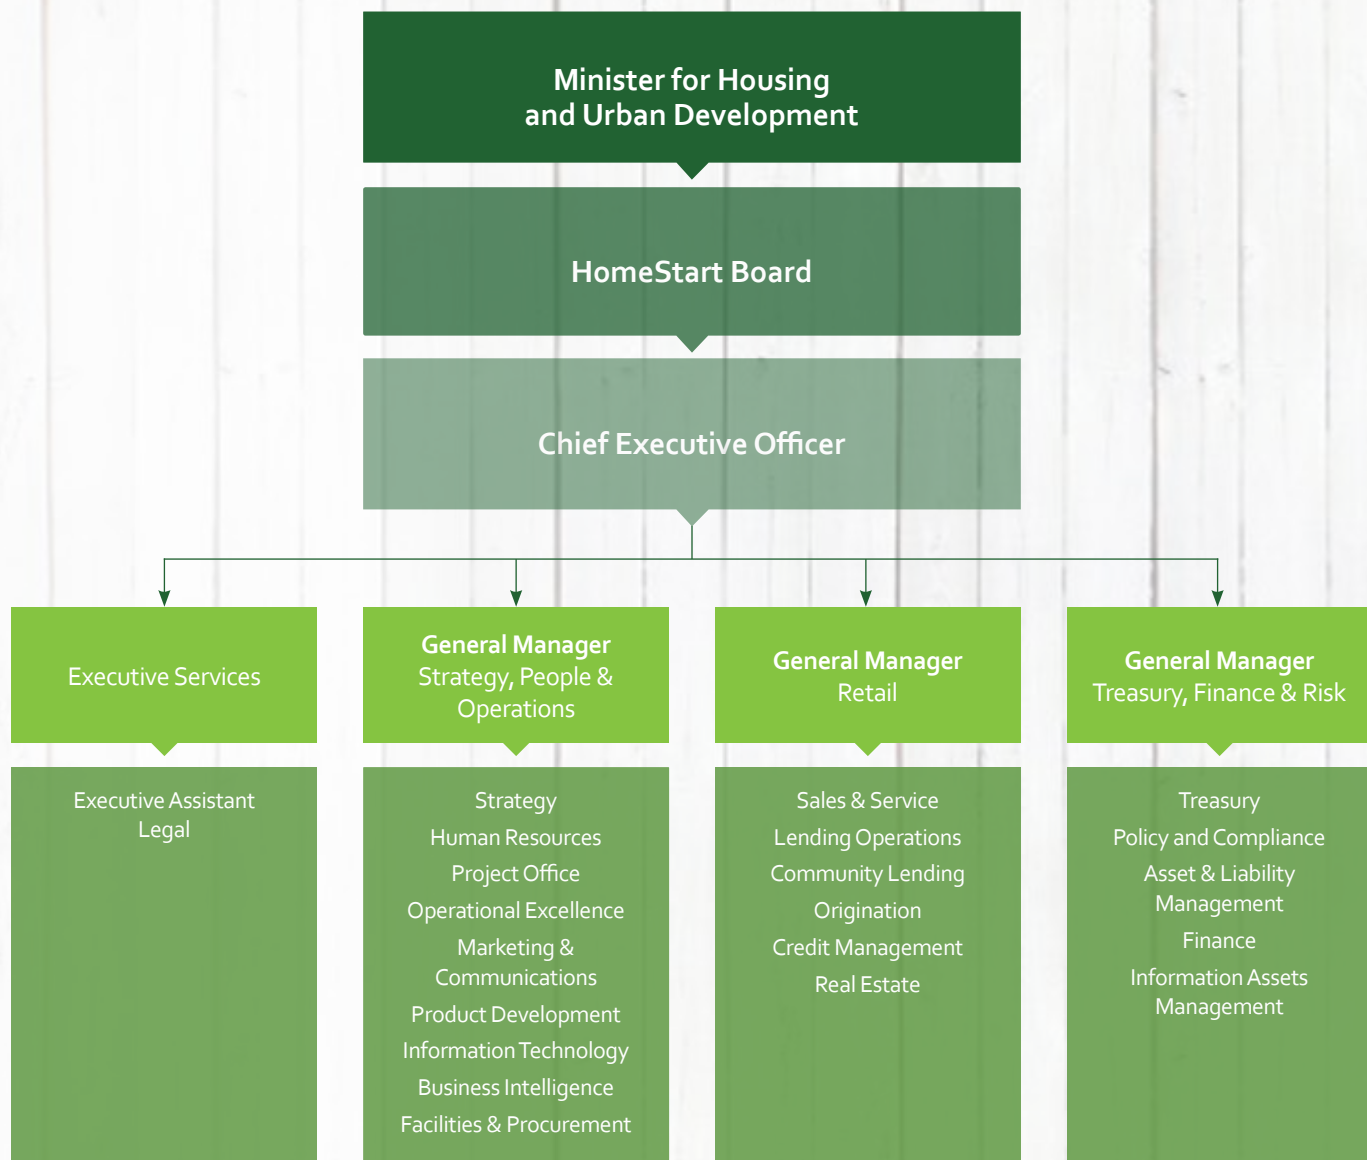 Minister for Housing
and Urban Development
HomeStart Board
Chief Executive Officer
Executive Services
Executive Assistant
Legal
General Manager
Strategy, People &
Operations
Strategy
Human Resources
Project Office
Operational Excellence
Marketing &
Communications
Product Development
Information Technology
Business Intelligence
Facilities & Procurement
General Manager
Retail
Sales & Service
Lending Operations
Community Lending
Origination
Credit Management
Real Estate
General Manager
Treasury, Finance & Risk
Treasury
Policy and Compliance
Asset & Liability
Management
Finance
Information Assets
Management